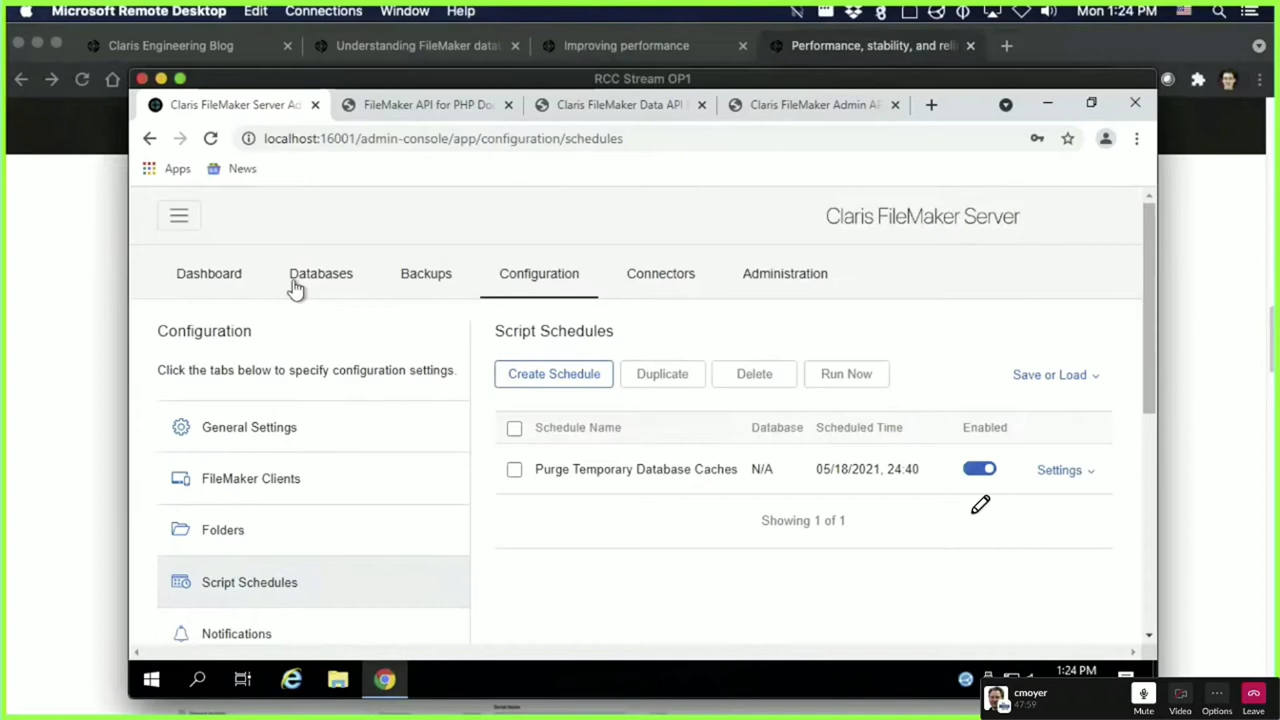 Microsoft Remote Desktop Edit Connections Window Help Mon 1:24 PM
Claris Engineering Blog Understanding FileMaker data Improving performance Performance, stability, and reli
RCC Stream OP1
Claris FileMaker Server Ad FileMaker API for PHP Doc Claris FileMaker Data API Claris FileMaker Admin AP
localhost:16001/admin-console/app/configuration/schedules
Apps News
Claris FileMaker Server
Dashboard Databases Backups Configuration Connectors Administration
Configuration
Click the tabs below to specify configuration settings.
General Settings
FileMaker Clients
Folders
Script Schedules
Notifications
Script Schedules
Create Schedule Duplicate Delete Run Now Save or Load
Schedule Name Database Scheduled Time Enabled
Purge Temporary Database Caches N/A 05/18/2021, 24:40 Settings
Showing 1 of 1
1:24 PM
cmoyer
47:59
Mute Video Options Leave